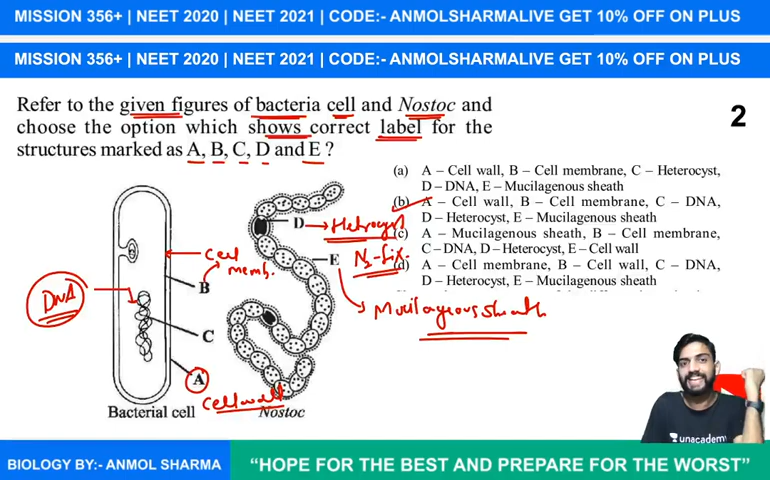 MISSION 356+ | NEET 2020 | NEET 2021 | CODE:- ANMOLSHARMALIVE GET 10% OFF ON PLUS
MISSION 356+ | NEET 2020 | NEET 2021 | CODE:- ANMOLSHARMALIVE GET 10% OFF ON PLUS
Refer to the given figures of bacteria cell and Nostoc and
choose the option which shows correct label for the
structures marked as A, B, C, D and E ?
2
(a) A – Cell wall, B – Cell membrane, C – Heterocyst,
D – DNA, E – Mucilagenous sheath
(b) A – Cell wall, B – Cell membrane, C – DNA,
D – Heterocyst, E – Mucilagenous sheath
(c) A – Mucilagenous sheath, B – Cell membrane,
C – DNA, D – Heterocyst, E – Cell wall
(d) A – Cell membrane, B – Cell wall, C – DNA,
D – Heterocyst, E – Mucilagenous sheath
D
E
B
C
A
Cell
memb.
DNA
N₂-fix.
Cell wall
Bacterial cell
Nostoc
unacademy
BIOLOGY BY:- ANMOL SHARMA
“HOPE FOR THE BEST AND PREPARE FOR THE WORST”